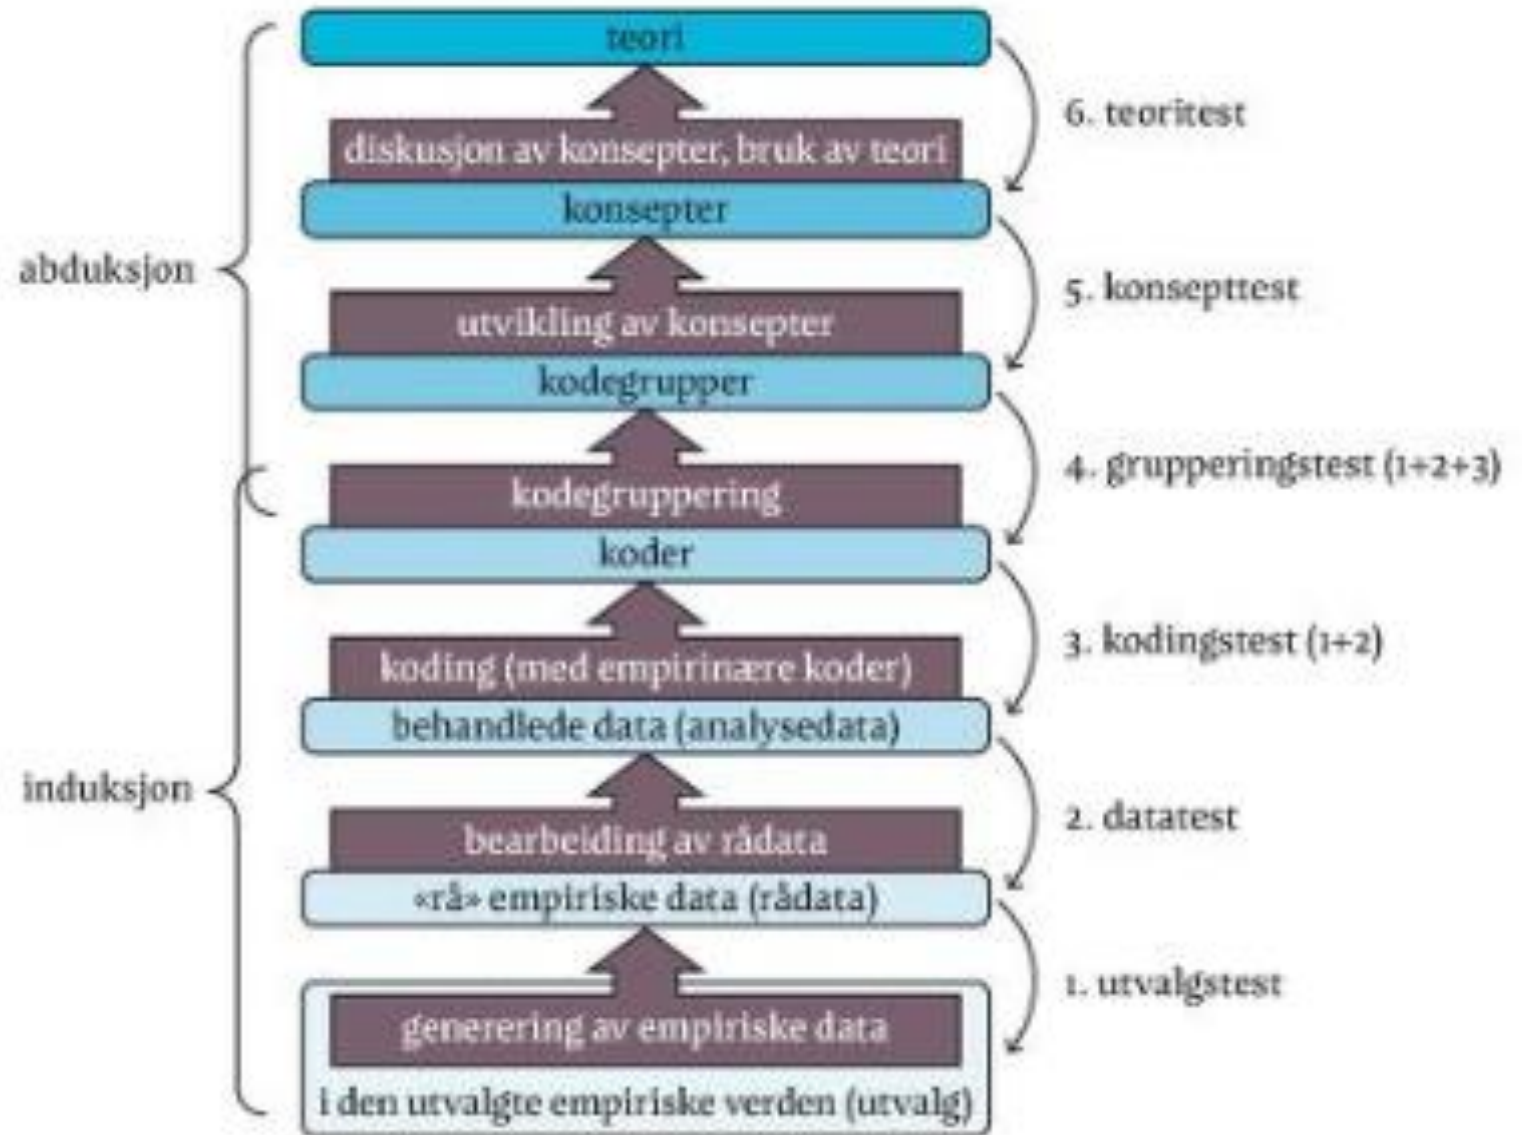 teori
6. teoritest
diskusjon av konsepter, bruk av teori
konsepter
abduksjon
5. konsepttest
utvikling av konsepter
kodegrupper
4. grupperingstest (1+2+3)
kodegruppering
koder
3. kodingstest (1+2)
koding (med empirinære koder)
behandlede data (analysedata)
induksjon
2. datatest
bearbeiding av rådata
«rå» empiriske data (rådata)
1. utvalgstest
generering av empiriske data
i den utvalgte empiriske verden (utvalg)